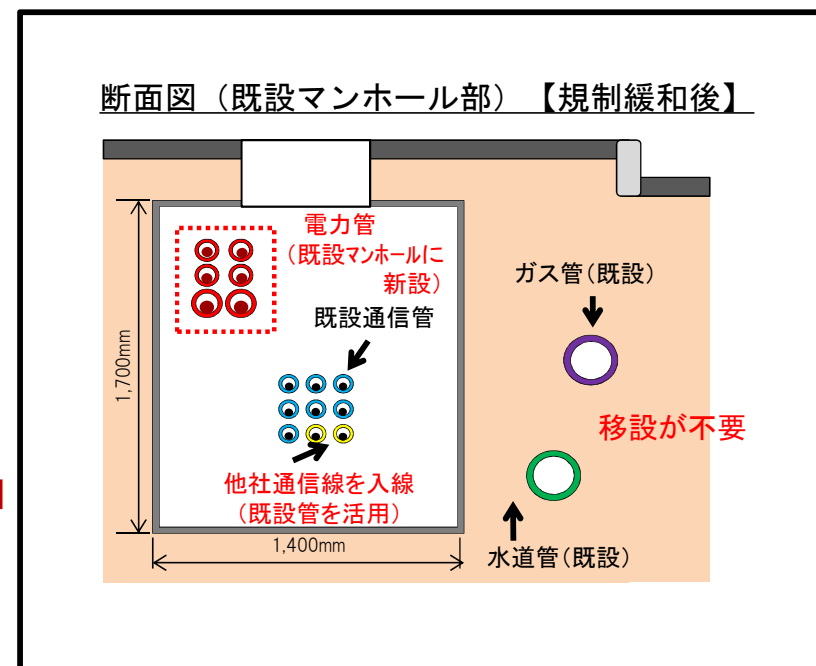 断面図（既設マンホール部）【規制緩和後】
電力管
（既設マンホールに
新設）
ガス管（既設）
既設通信管
1,700mm
移設が不要
他社通信線を入線
（既設管を活用）
1,400mm
水道管（既設）